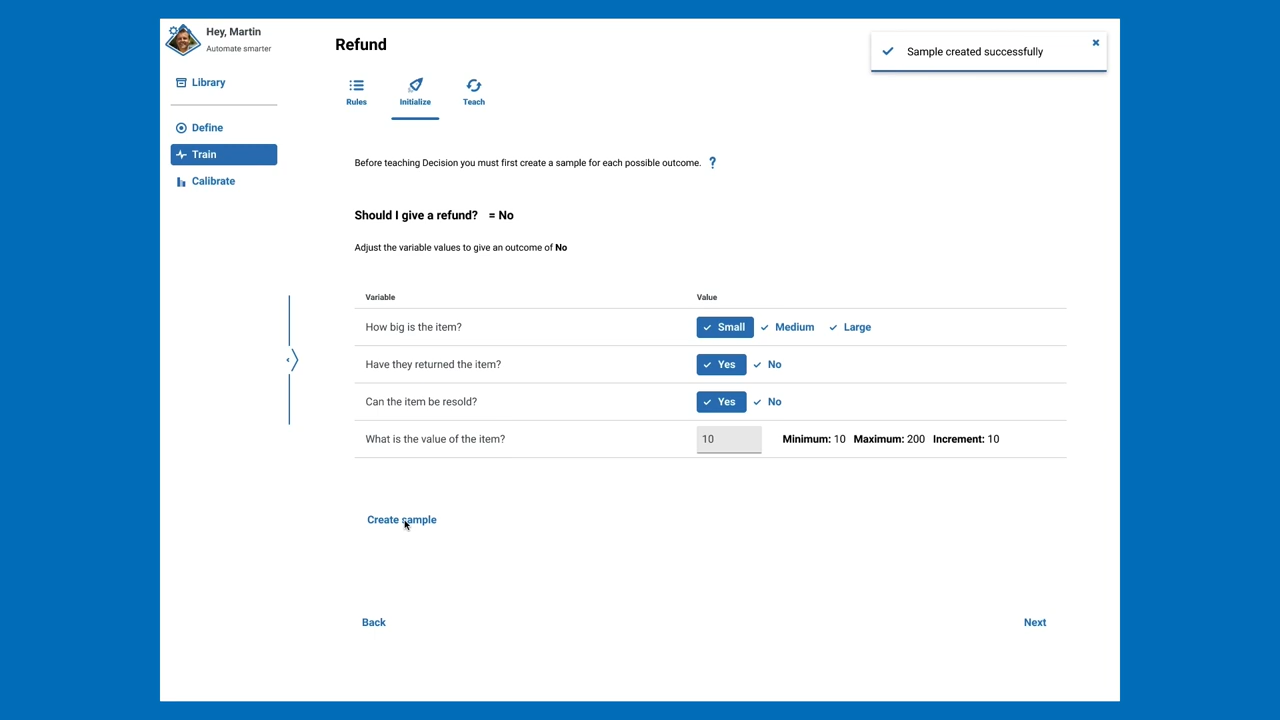 Hey, Martin
Automate smarter
Refund
Sample created successfully
Library
Rules
Initialize
Teach
Define
Train
Calibrate
Before teaching Decision you must first create a sample for each possible outcome. ?
Should I give a refund? = No
Adjust the variable values to give an outcome of No
Variable Value
How big is the item? Small Medium Large
Have they returned the item? Yes No
Can the item be resold? Yes No
What is the value of the item? 10 Minimum: 10 Maximum: 200 Increment: 10
Create sample
Back Next